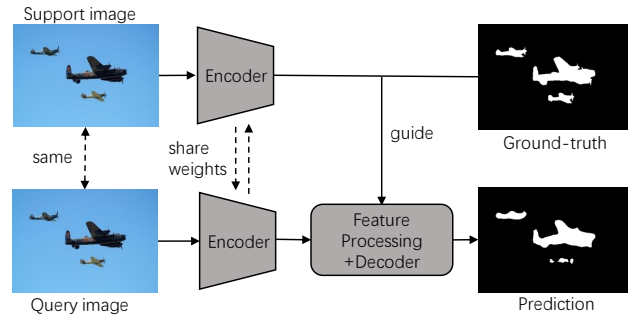 Support image
Encoder
Ground-truth
same
share
weights
guide
Encoder
Feature
Processing
+Decoder
Query image
Prediction